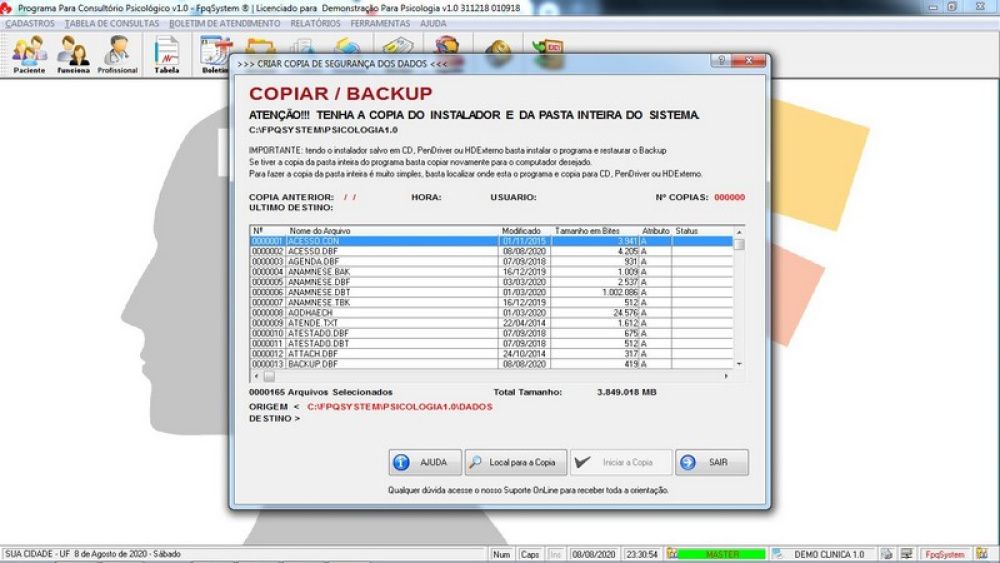 Programa Para Consultório Psicológico v1.0 - FpqSystem ® | Licenciado para Demonstração Para Psicologia v1.0 311218 010918
CADASTROS TABELA DE CONSULTAS BOLETIM DE ATENDIMENTO RELATÓRIOS FERRAMENTAS AJUDA
Paciente Funciona Profissional Tabela Boletim
>>> CRIAR COPIA DE SEGURANÇA DOS DADOS <<<
COPIAR / BACKUP
ATENÇÃO!!! TENHA A COPIA DO INSTALADOR E DA PASTA INTEIRA DO SISTEMA.
C:\FPQSYSTEM\PSICOLOGIA1.0
IMPORTANTE: tendo o instalador salvo em CD, PenDriver ou HDExterno basta instalar o programa e restaurar o Backup
Se tiver a copia da pasta inteira do programa basta copiar novamente para o computador desejado.
Para fazer a copia da pasta inteira é muito simples, basta localizar onde esta o programa e copia para CD, PenDriver ou HDExterno.
COPIA ANTERIOR: / / HORA: USUARIO: Nº COPIAS: 000000
ULTIMO DESTINO:
Nº Nome do Arquivo Modificado Tamanho em Bites Atributo Status
0000001 ACESSO.CDN 01/11/2015 3.941 A
0000002 ACESSO.DBF 08/08/2020 4.205 A
0000003 AGENDA.DBF 07/09/2018 931 A
0000004 ANAMNESE.BAK 16/12/2019 1.009 A
0000005 ANAMNESE.DBF 03/03/2020 2.537 A
0000006 ANAMNESE.DBT 01/03/2020 1.002.086 A
0000007 ANAMNESE.TBK 16/12/2019 512 A
0000008 AODHAECH 01/03/2020 24.576 A
0000009 ATENDE.TXT 22/04/2014 1.612 A
0000010 ATESTADO.DBF 07/09/2018 675 A
0000011 ATESTADO.DBT 07/09/2018 512 A
0000012 ATTACH.DBF 24/10/2014 317 A
0000013 BACKUP.DBF 08/08/2020 419 A
0000165 Arquivos Selecionados Total Tamanho: 3.849.018 MB
ORIGEM < C:\FPQSYSTEM\PSICOLOGIA1.0\DADOS
DESTINO >
AJUDA Local para a Copia Iniciar a Copia SAIR
Qualquer dúvida acesse o nosso Suporte OnLine para receber toda a orientação.
SUA CIDADE - UF 8 de Agosto de 2020 - Sábado Num Caps Ins 08/08/2020 23:30:54 MASTER DEMO CLINICA 1.0 FpqSystem